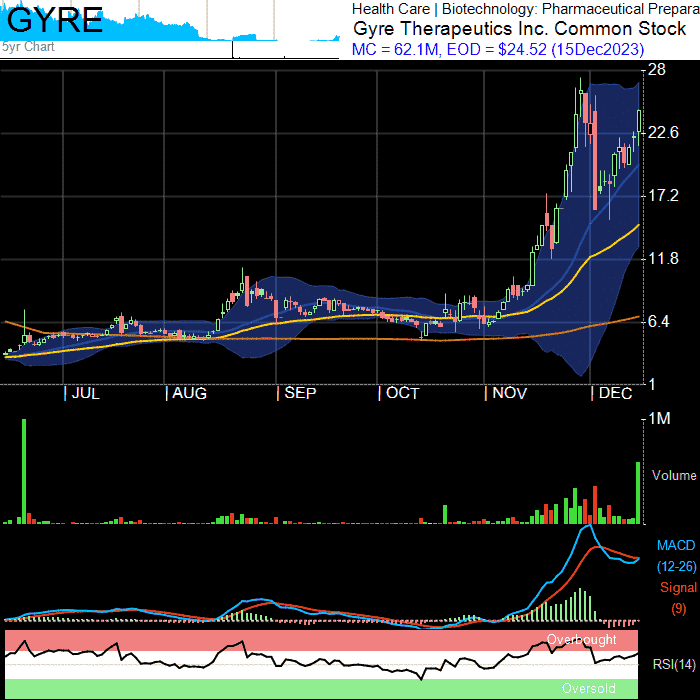 GYRE
5yr Chart
Health Care | Biotechnology: Pharmaceutical Prepara
Gyre Therapeutics Inc. Common Stock
MC = 62.1M, EOD = $24.52 (15Dec2023)
28
22.6
17.2
11.8
6.4
1
JUL
AUG
SEP
OCT
NOV
DEC
1M
Volume
MACD
(12-26)
Signal
(9)
Overbought
RSI(14)
Oversold